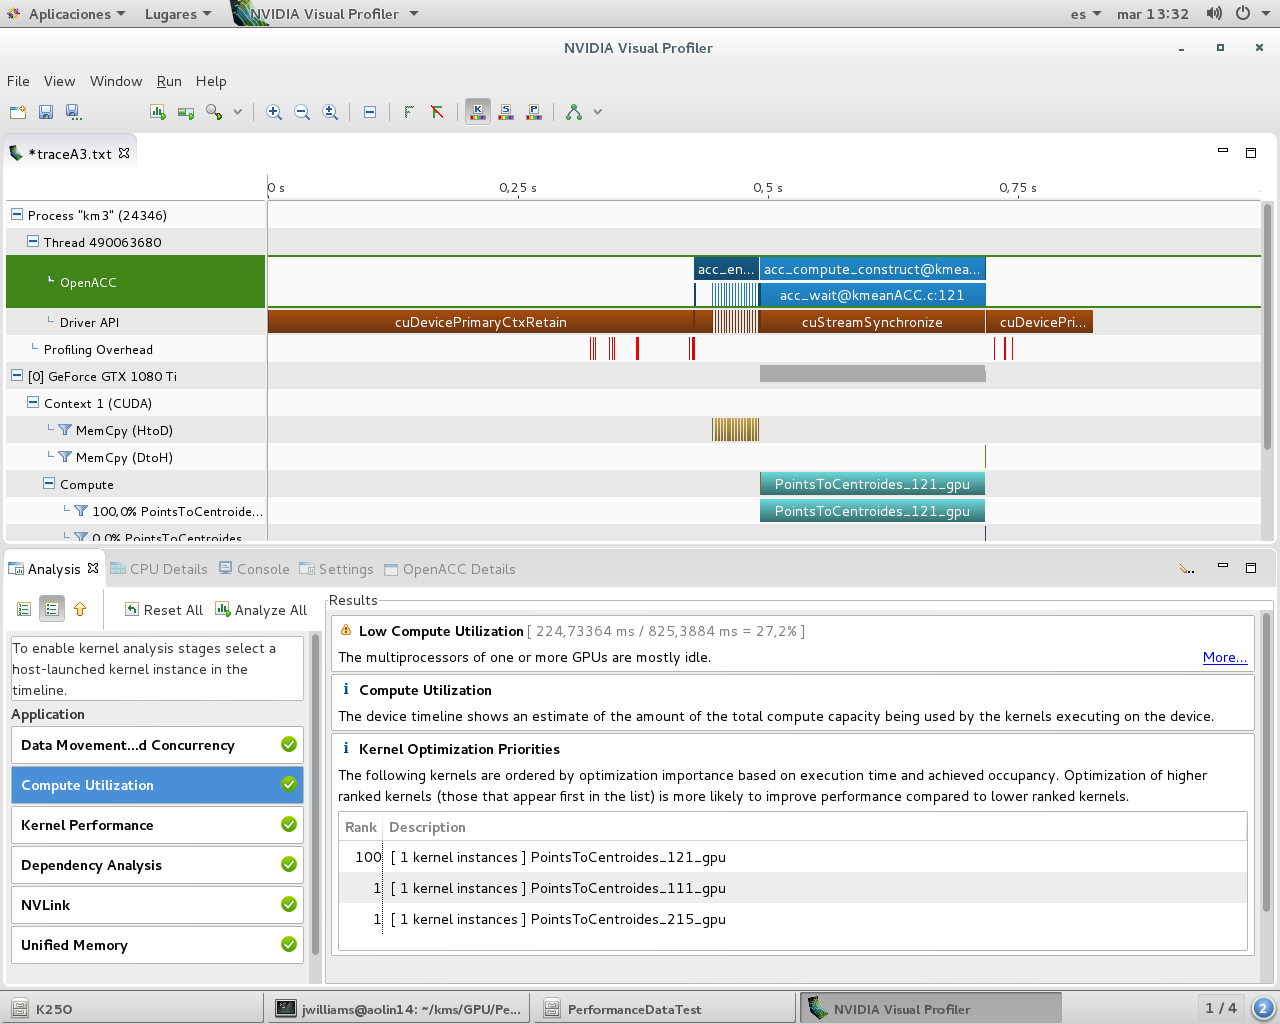 Aplicaciones Lugares NVIDIA Visual Profiler es mar 13:32
NVIDIA Visual Profiler
File View Window Run Help
*traceA3.txt
0 s 0,25 s 0,5 s 0,75 s
Process "km3" (24346)
Thread 490063680
OpenACC
acc_en... acc_compute_construct@kmea...
acc_wait@kmeanACC.c:121
Driver API cuDevicePrimaryCtxRetain cuStreamSynchronize cuDevicePri...
Profiling Overhead
[0] GeForce GTX 1080 Ti
Context 1 (CUDA)
MemCpy (HtoD)
MemCpy (DtoH)
Compute PointsToCentroides_121_gpu
100,0% PointsToCentroide... PointsToCentroides_121_gpu
0,0% PointsToCentroides
Analysis CPU Details Console Settings OpenACC Details
Reset All Analyze All
To enable kernel analysis stages select a
host-launched kernel instance in the
timeline.
Application
Data Movement...d Concurrency
Compute Utilization
Kernel Performance
Dependency Analysis
NVLink
Unified Memory
Results
Low Compute Utilization [ 224,73364 ms / 825,3884 ms = 27,2% ]
The multiprocessors of one or more GPUs are mostly idle. More...
Compute Utilization
The device timeline shows an estimate of the amount of the total compute capacity being used by the kernels executing on the device.
Kernel Optimization Priorities
The following kernels are ordered by optimization importance based on execution time and achieved occupancy. Optimization of higher
ranked kernels (those that appear first in the list) is more likely to improve performance compared to lower ranked kernels.
Rank Description
100 [ 1 kernel instances ] PointsToCentroides_121_gpu
1 [ 1 kernel instances ] PointsToCentroides_111_gpu
1 [ 1 kernel instances ] PointsToCentroides_215_gpu
K250 jwilliams@aolin14: ~/kms/GPU/Pe... PerformanceDataTest NVIDIA Visual Profiler 1 / 4 2